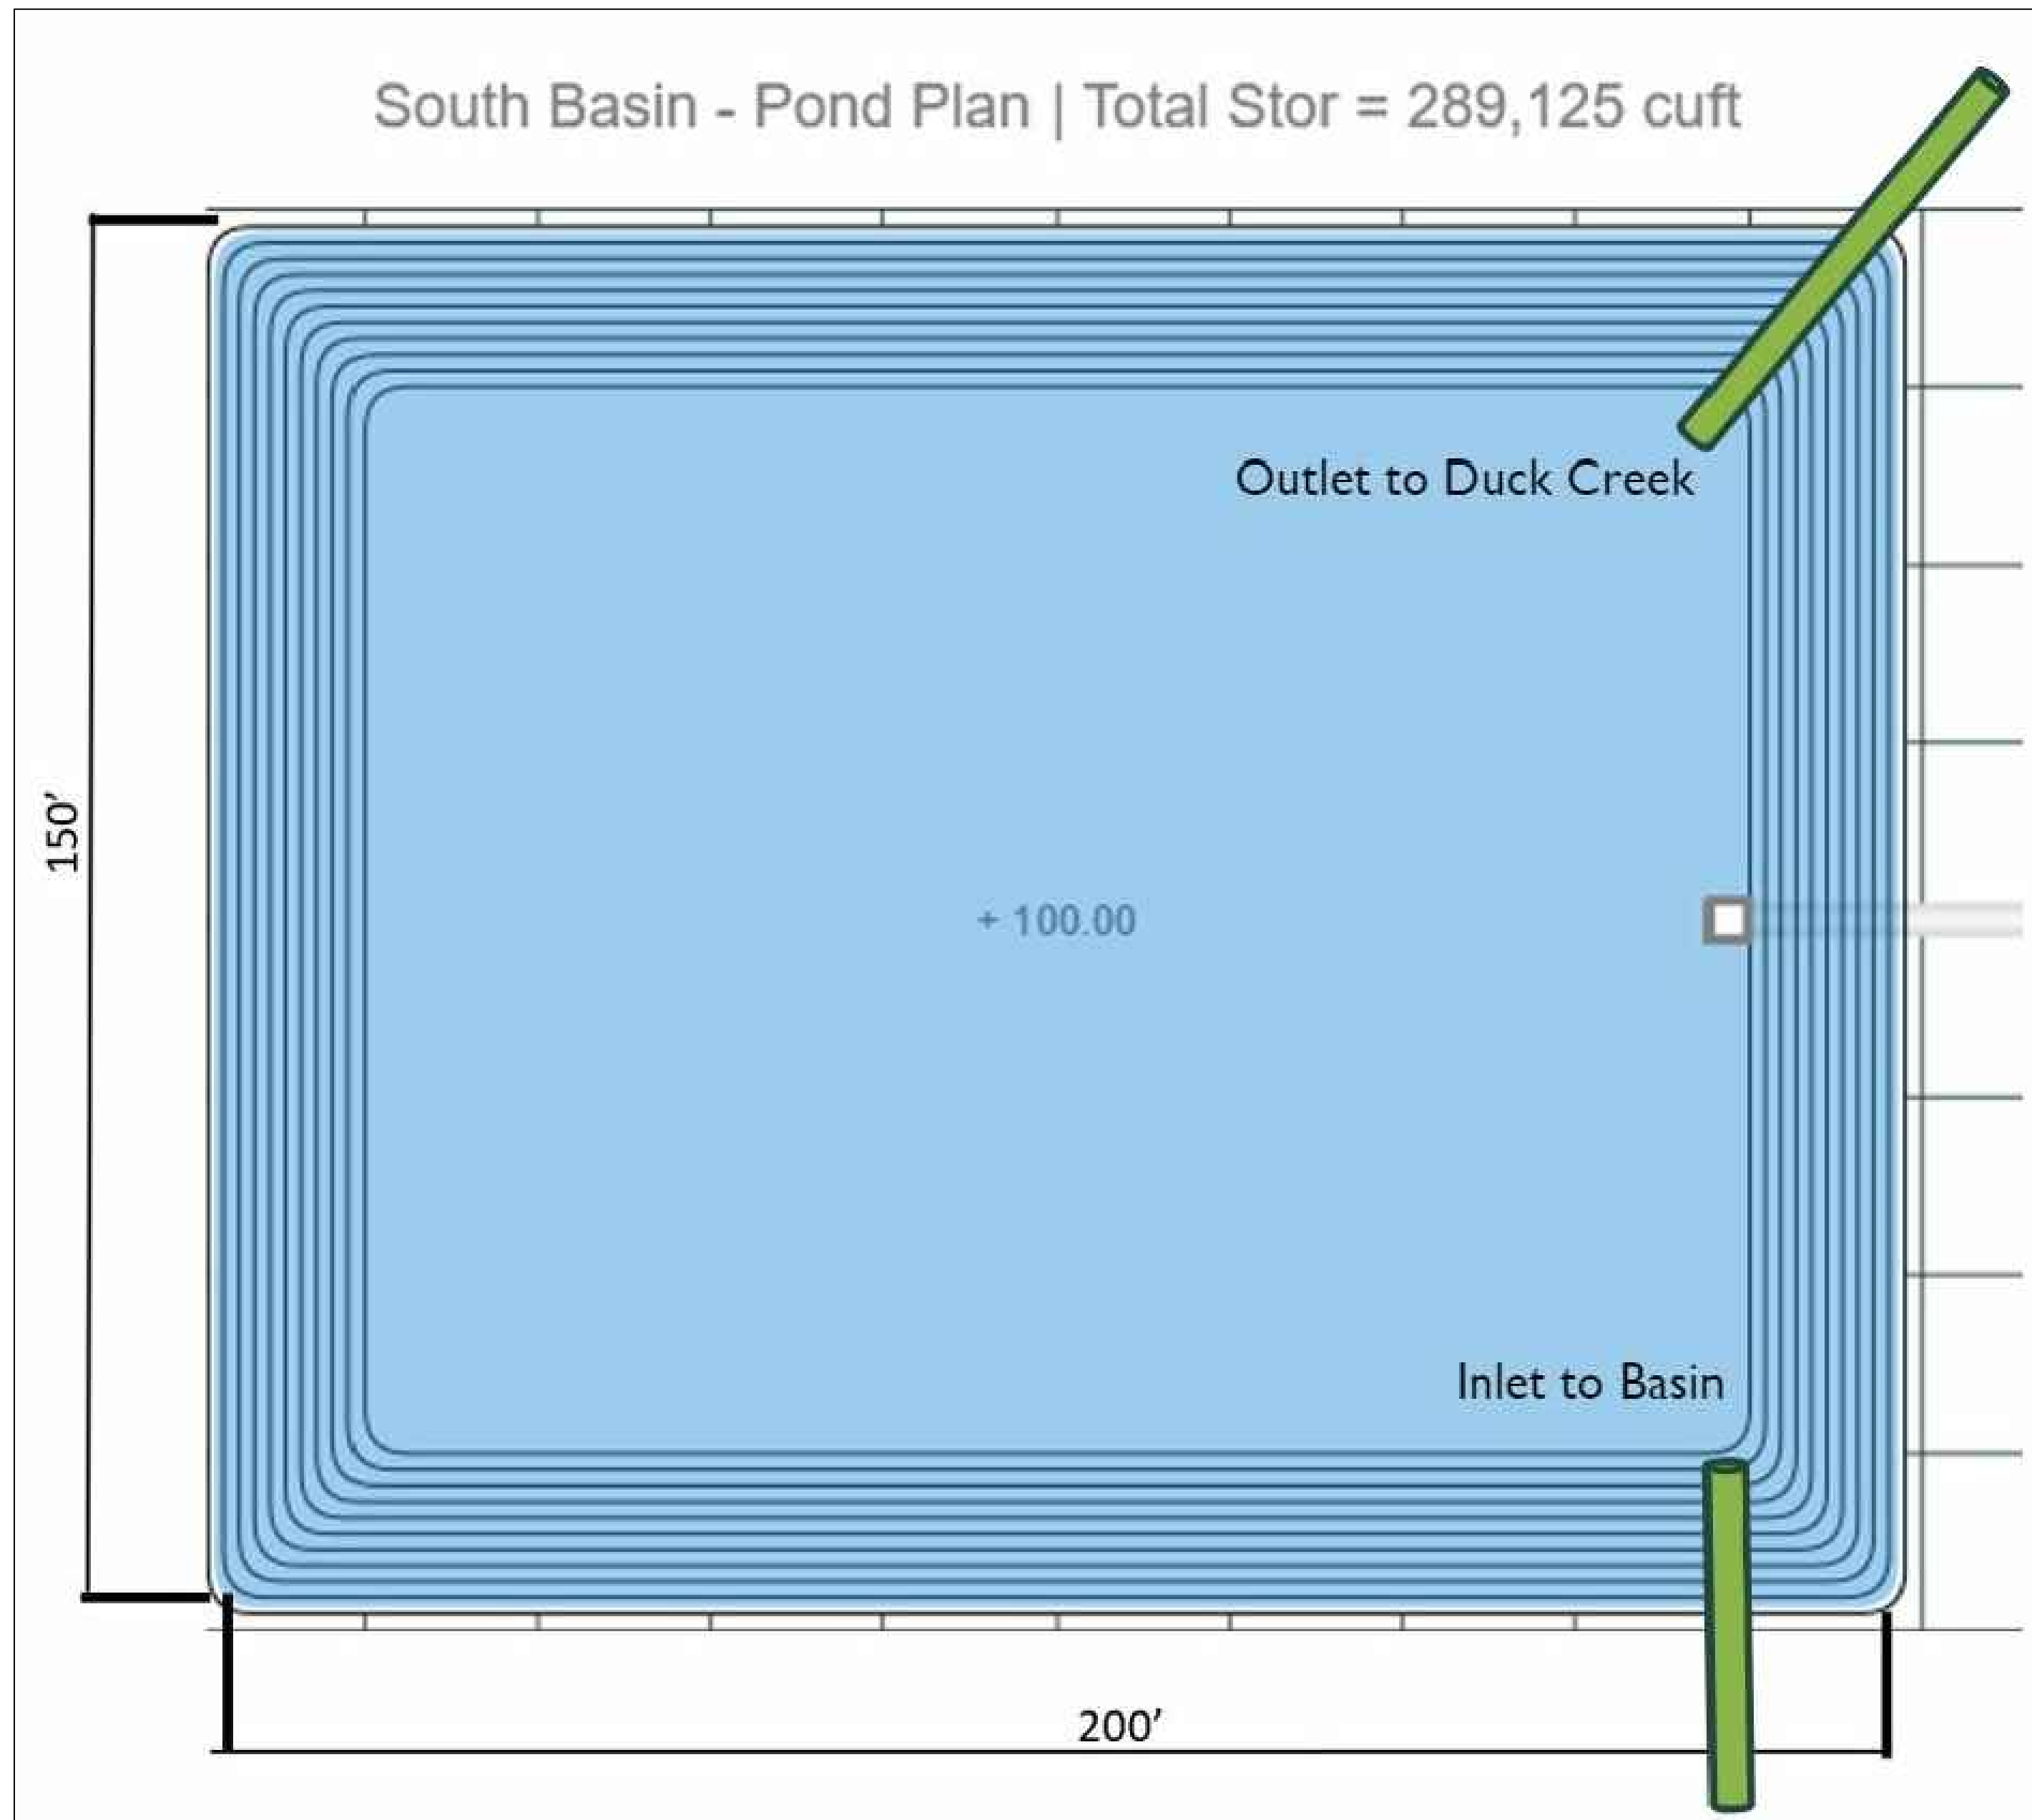 South Basin - Pond Plan | Total Stor = 289,125 cuft
Outlet to Duck Creek
150’
+ 100.00
Inlet to Basin
200’